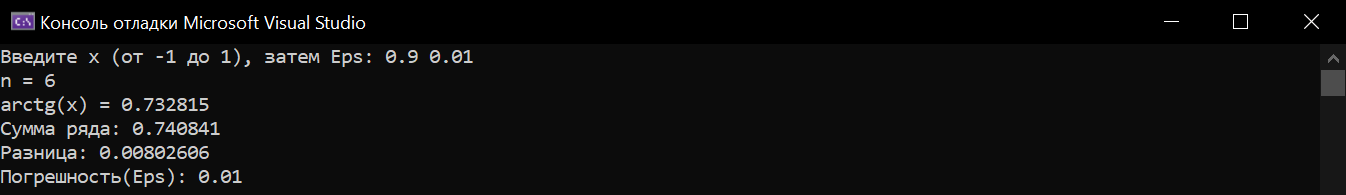 Консоль отладки Microsoft Visual Studio
Введите x (от -1 до 1), затем Eps: 0.9 0.01
n = 6
arctg(x) = 0.732815
Сумма ряда: 0.740841
Разница: 0.00802606
Погрешность(Eps): 0.01